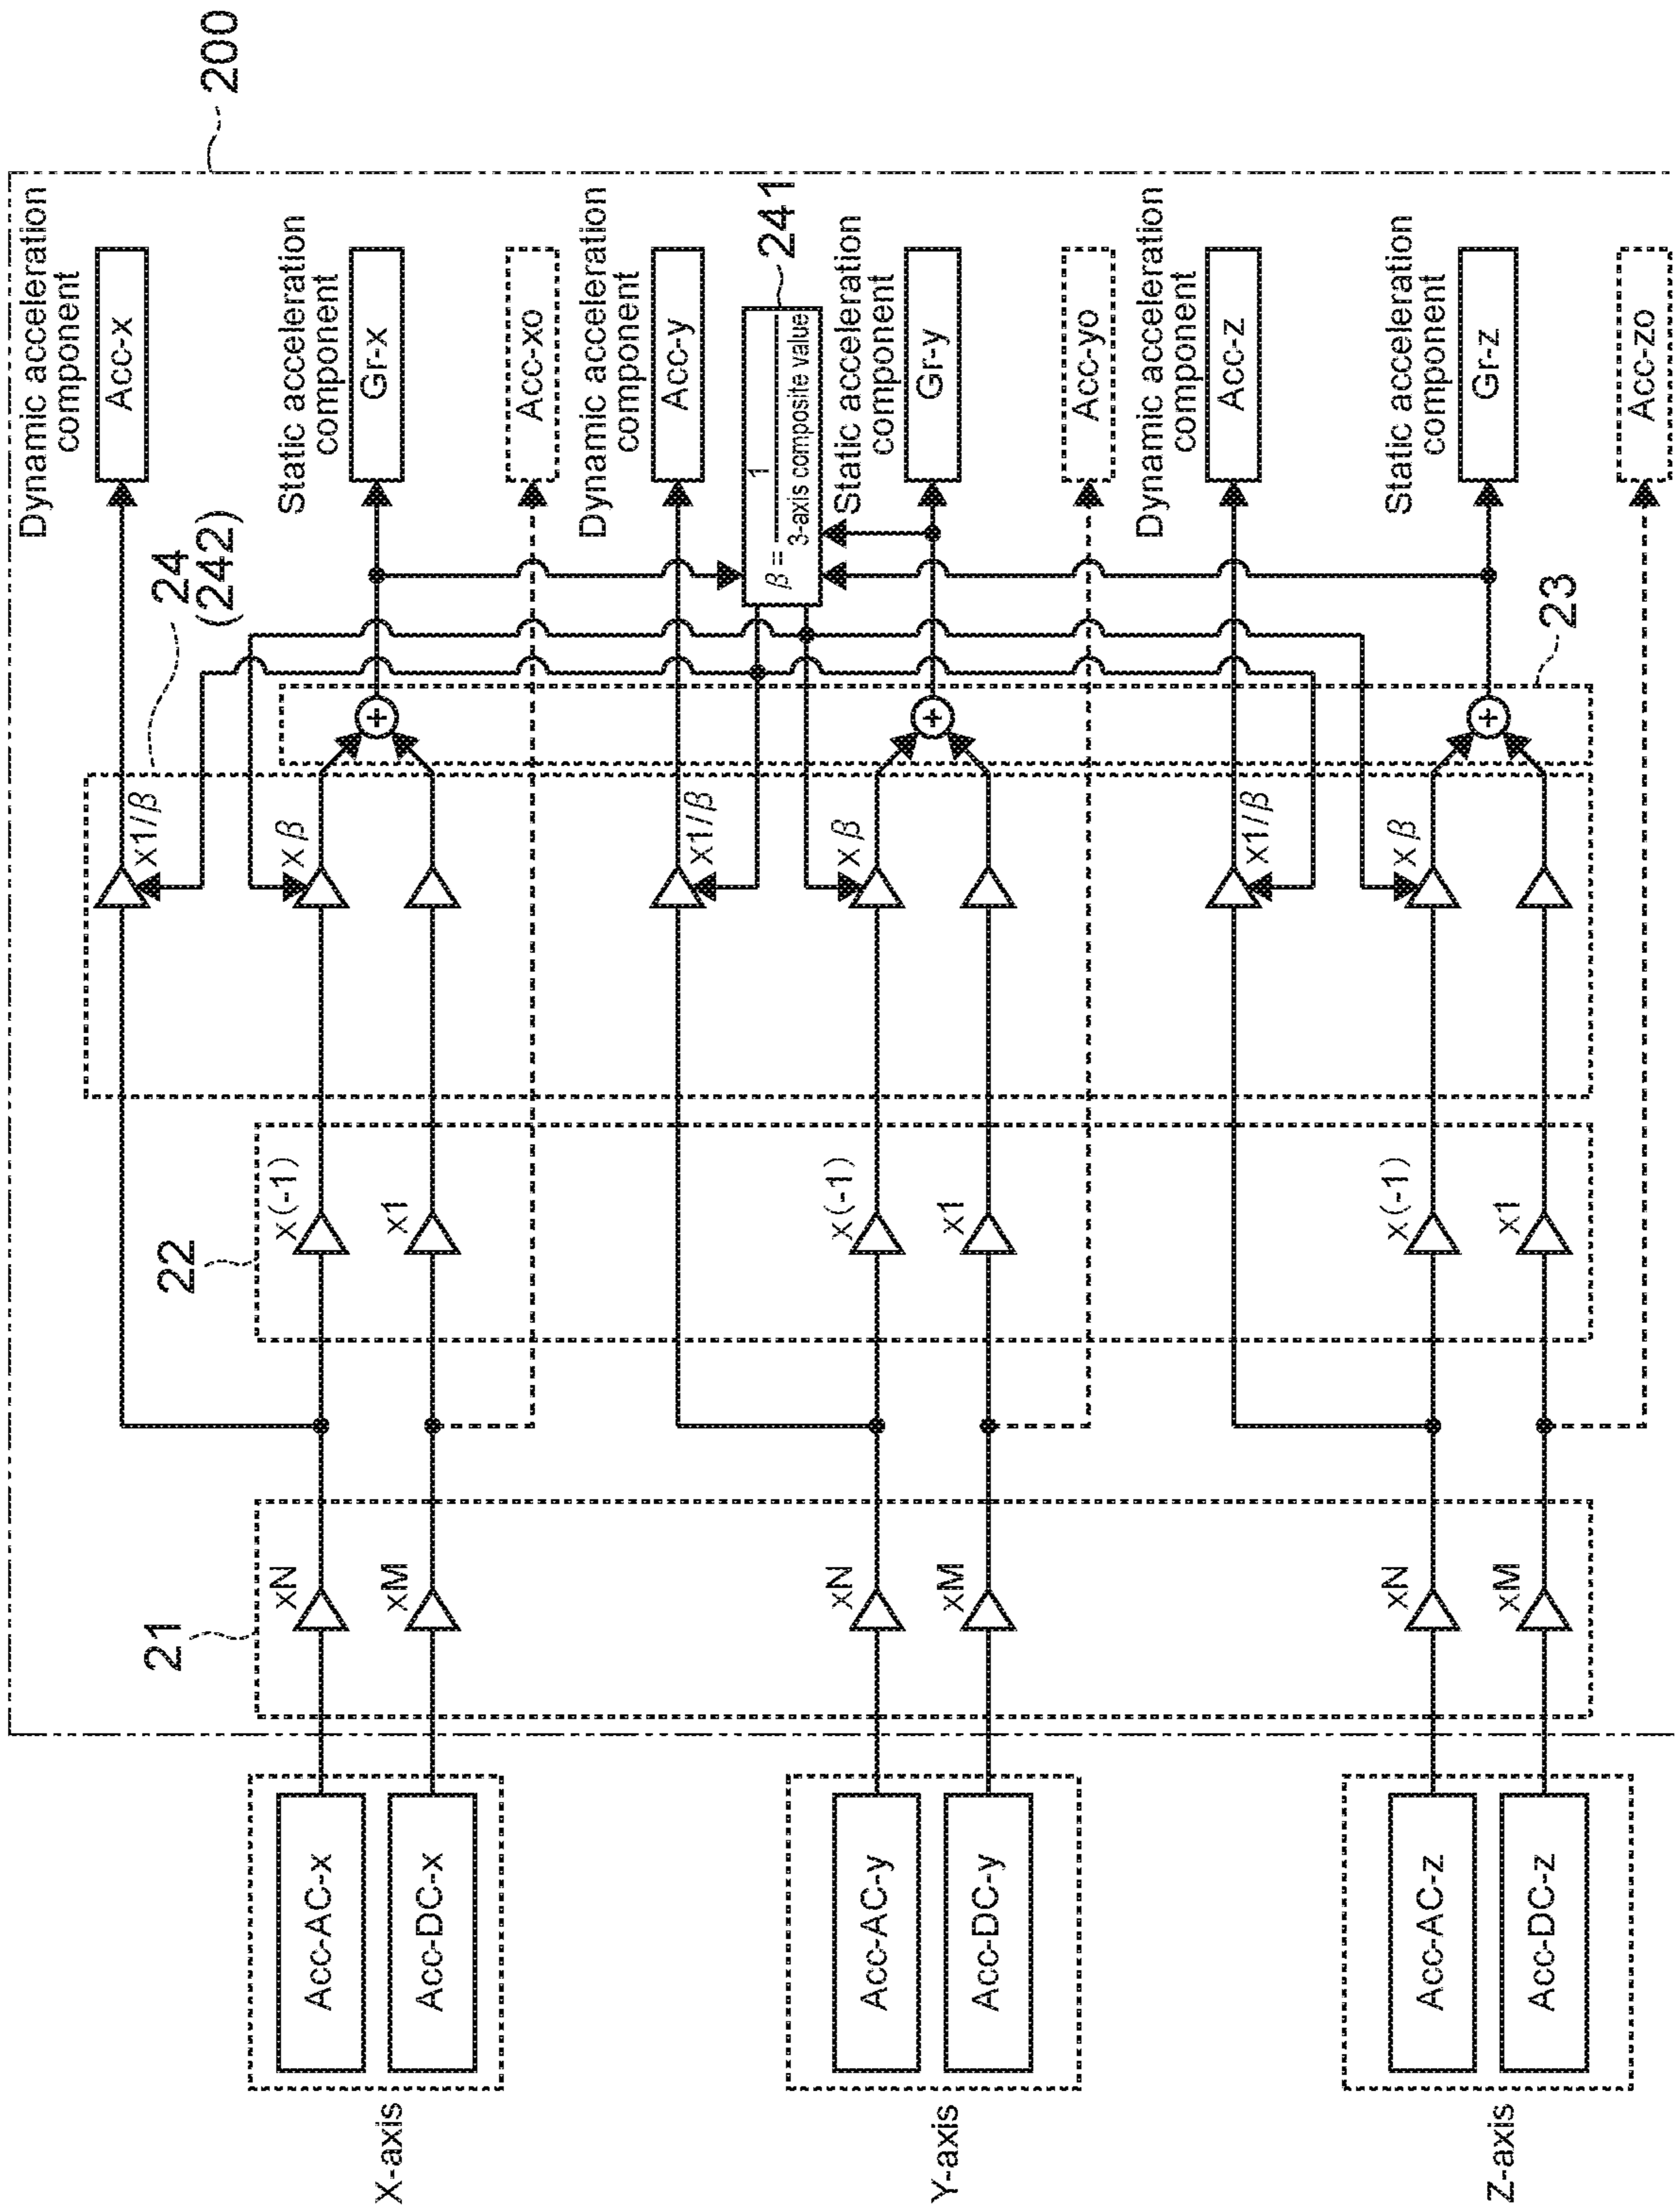 200
Dynamic acceleration
component
Acc-x
24
(242)
x1/β
Static acceleration
component
Gr-x
xβ
22
x(-1)
x1
21
xN
xM
Acc-AC-x
Acc-DC-x
X-axis
Acc-xo
Dynamic acceleration
component
Acc-y
x1/β
241
β =
1
3-axis composite value
Static acceleration
component
Gr-y
xβ
x(-1)
x1
xN
xM
Acc-AC-y
Acc-DC-y
Y-axis
Acc-yo
Dynamic acceleration
component
Acc-z
x1/β
Static acceleration
component
Gr-z
xβ
23
x(-1)
x1
xN
xM
Acc-AC-z
Acc-DC-z
Z-axis
Acc-zo
+
+
+